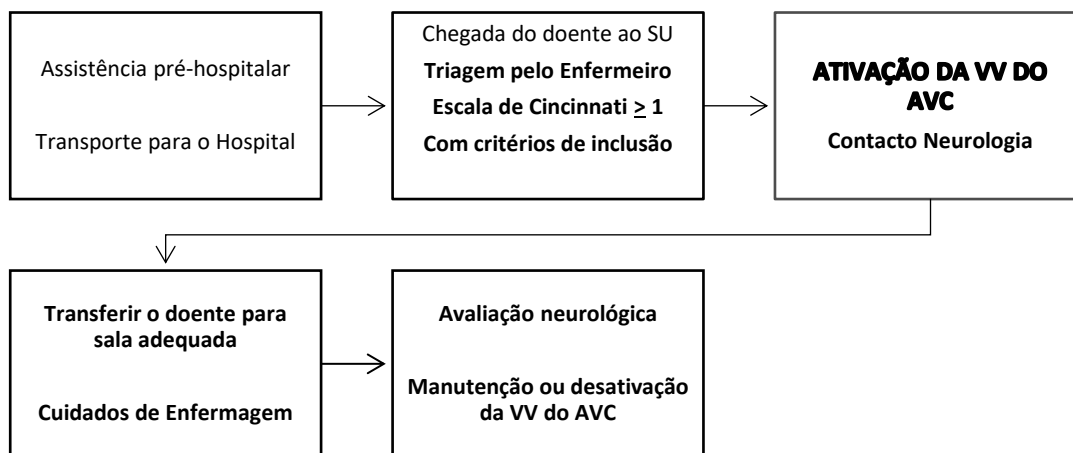 Assistência pré-hospitalar
Transporte para o Hospital
Chegada do doente ao SU
Triagem pelo Enfermeiro
Escala de Cincinnati ≥ 1
Com critérios de inclusão
ATIVAÇÃO DA VV DO
AVC
Contacto Neurologia
Transferir o doente para
sala adequada
Cuidados de Enfermagem
Avaliação neurológica
Manutenção ou desativação
da VV do AVC